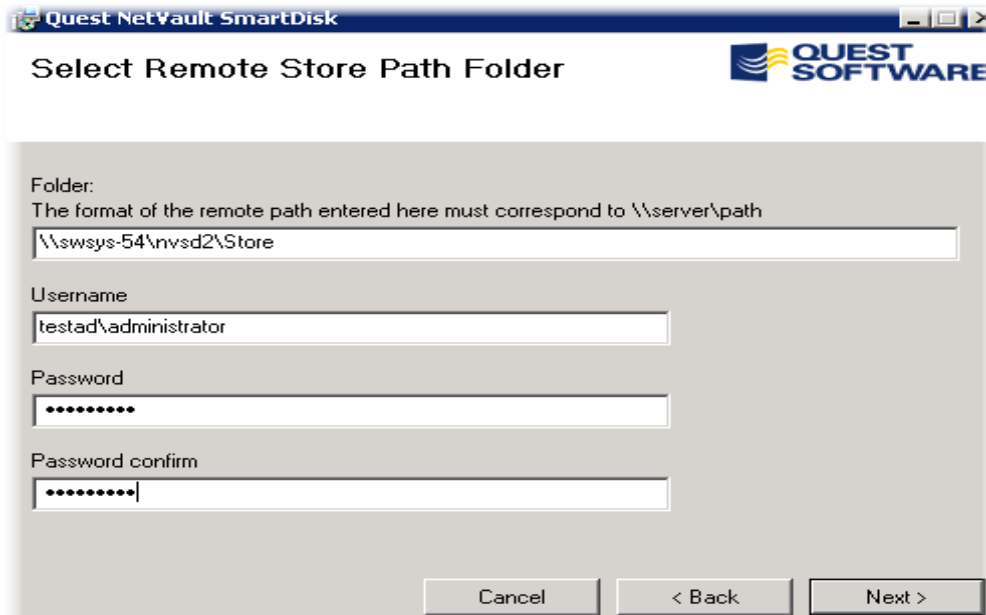 Quest NetVault SmartDisk
Select Remote Store Path Folder
QUEST
SOFTWARE
Folder:
The format of the remote path entered here must correspond to \\server\path
\\swsys-54\nvsd2\Store
Username
testad\administrator
Password
•••••••••
Password confirm
•••••••••
Cancel
< Back
Next >